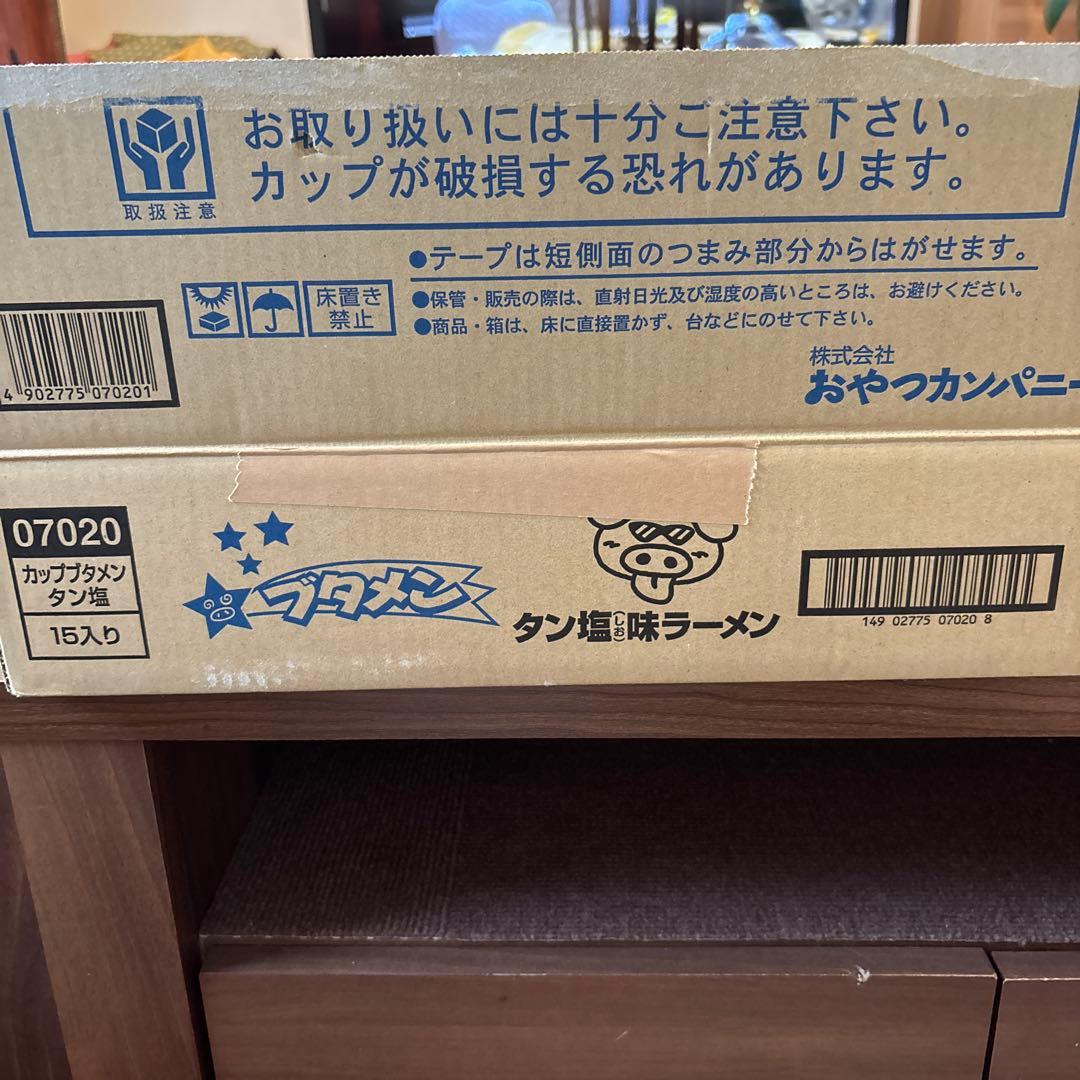 お取り扱いには十分ご注意下さい。
カップが破損する恐れがあります。
取扱注意
●テープは短側面のつまみ部分からはがせます。
床置き
禁止
●保管・販売の際は、直射日光及び湿度の高いところは、お避けください。
●商品・箱は、床に直接置かず、台などにのせて下さい。
4 902775 070201
株式会社
おやつカンパニー
07020
カップブタメン
タン塩
15入り
ブタメン
タン塩(しお)味ラーメン
149 02775 07020 8